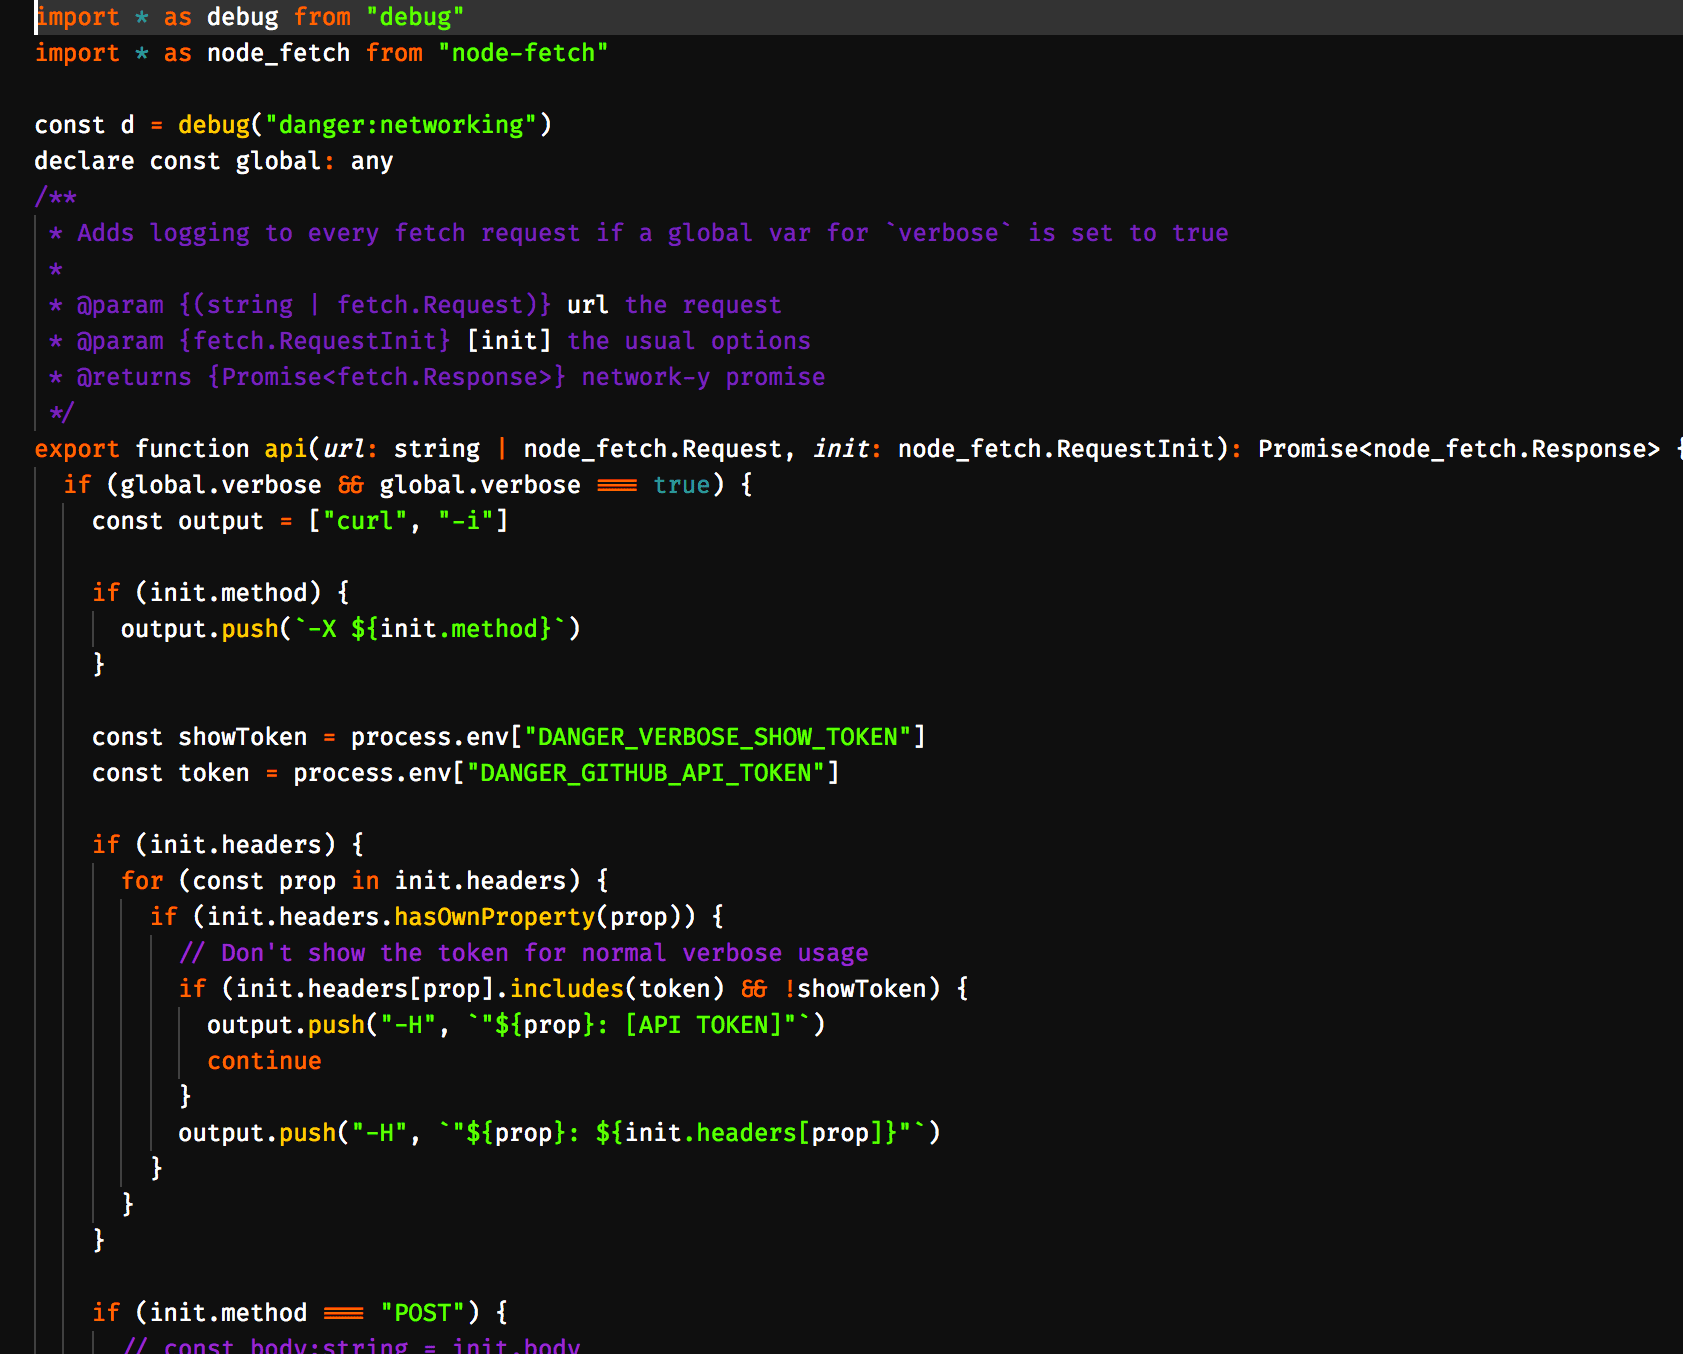 import * as debug from "debug"
import * as node_fetch from "node-fetch"

const d = debug("danger:networking")
declare const global: any
/**
 * Adds logging to every fetch request if a global var for `verbose` is set to true
 *
 * @param {(string | fetch.Request)} url the request
 * @param {fetch.RequestInit} [init] the usual options
 * @returns {Promise<fetch.Response>} network-y promise
 */
export function api(url: string | node_fetch.Request, init: node_fetch.RequestInit): Promise<node_fetch.Response> {
  if (global.verbose && global.verbose === true) {
    const output = ["curl", "-i"]

    if (init.method) {
      output.push(`-X ${init.method}`)
    }

    const showToken = process.env["DANGER_VERBOSE_SHOW_TOKEN"]
    const token = process.env["DANGER_GITHUB_API_TOKEN"]

    if (init.headers) {
      for (const prop in init.headers) {
        if (init.headers.hasOwnProperty(prop)) {
          // Don't show the token for normal verbose usage
          if (init.headers[prop].includes(token) && !showToken) {
            output.push("-H", `"${prop}: [API TOKEN]"`)
            continue
          }
          output.push("-H", `"${prop}: ${init.headers[prop]}"`)
        }
      }
    }

    if (init.method === "POST") {
      // const body:string = init.body